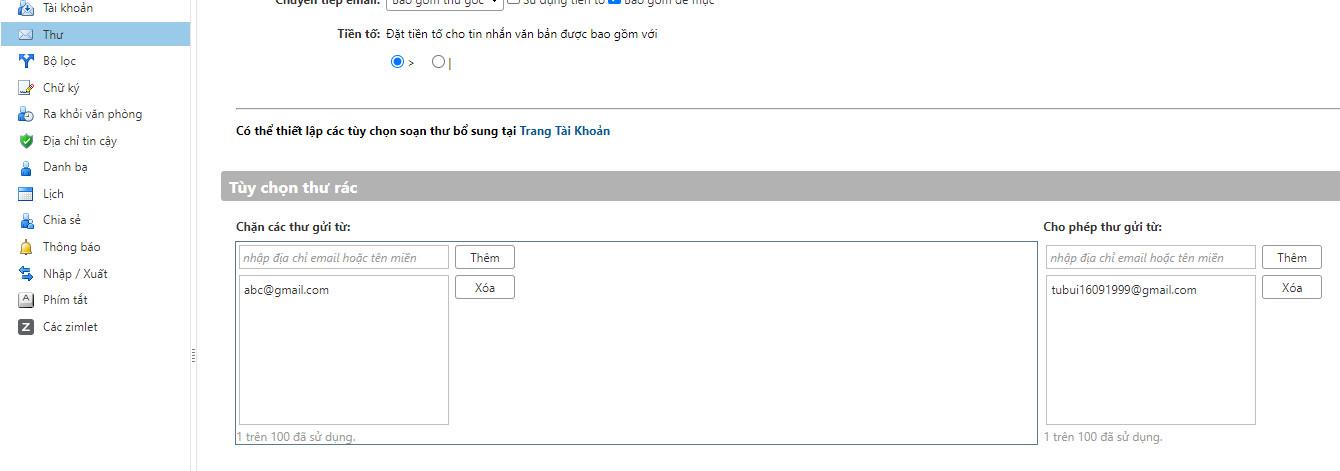 Tài khoản
Thư
Bộ lọc
Chữ ký
Ra khỏi văn phòng
Địa chỉ tin cậy
Danh bạ
Lịch
Chia sẻ
Thông báo
Nhập / Xuất
Phím tắt
Các zimlet
Chuyển tiếp email: Bao gồm thư gốc Sử dụng tiền tố Bao gồm đề mục
Tiền tố: Đặt tiền tố cho tin nhắn văn bản được bao gồm với
> |
Có thể thiết lập các tùy chọn soạn thư bổ sung tại Trang Tài Khoản
Tùy chọn thư rác
Chặn các thư gửi từ:
nhập địa chỉ email hoặc tên miền Thêm
abc@gmail.com Xóa
1 trên 100 đã sử dụng.
Cho phép thư gửi từ:
nhập địa chỉ email hoặc tên miền Thêm
tubui16091999@gmail.com Xóa
1 trên 100 đã sử dụng.